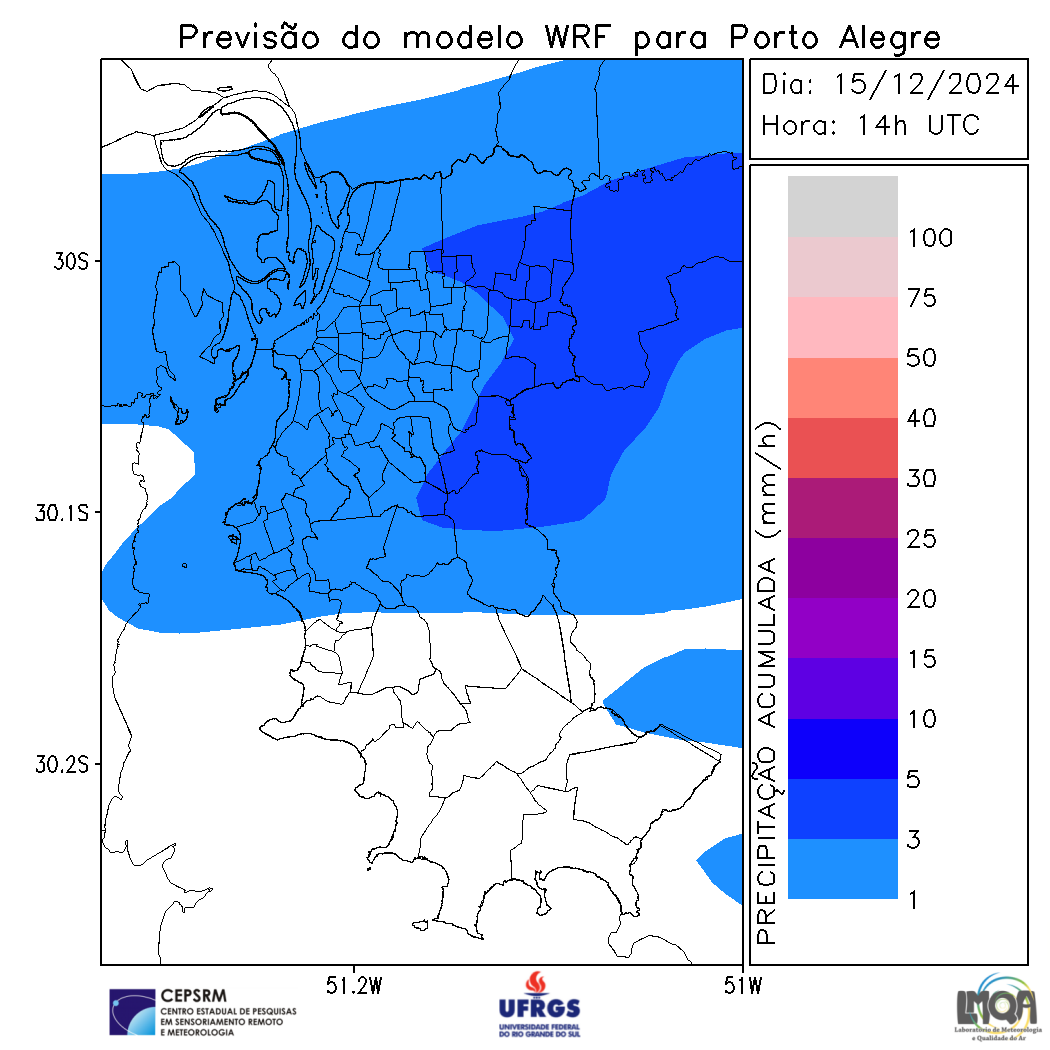 Previsão do modelo WRF para Porto Alegre
Dia: 15/12/2024
Hora: 14h UTC
30S
30.1S
30.2S
51.2W
51W
PRECIPITAÇÃO ACUMULADA (mm/h)
100
75
50
40
30
25
20
15
10
5
3
1
CEPSRM
CENTRO ESTADUAL DE PESQUISAS
EM SENSORIAMENTO REMOTO
E METEOROLOGIA
UFRGS
UNIVERSIDADE FEDERAL
DO RIO GRANDE DO SUL
LMQA
Laboratório de Meteorologia
e Qualidade do Ar